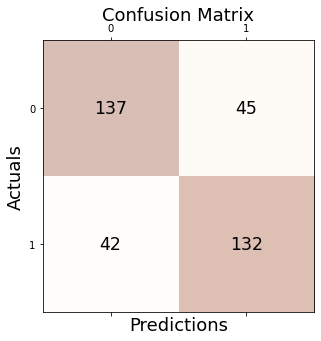 Confusion Matrix
0 1
0 137 45
Actuals
1 42 132
Predictions